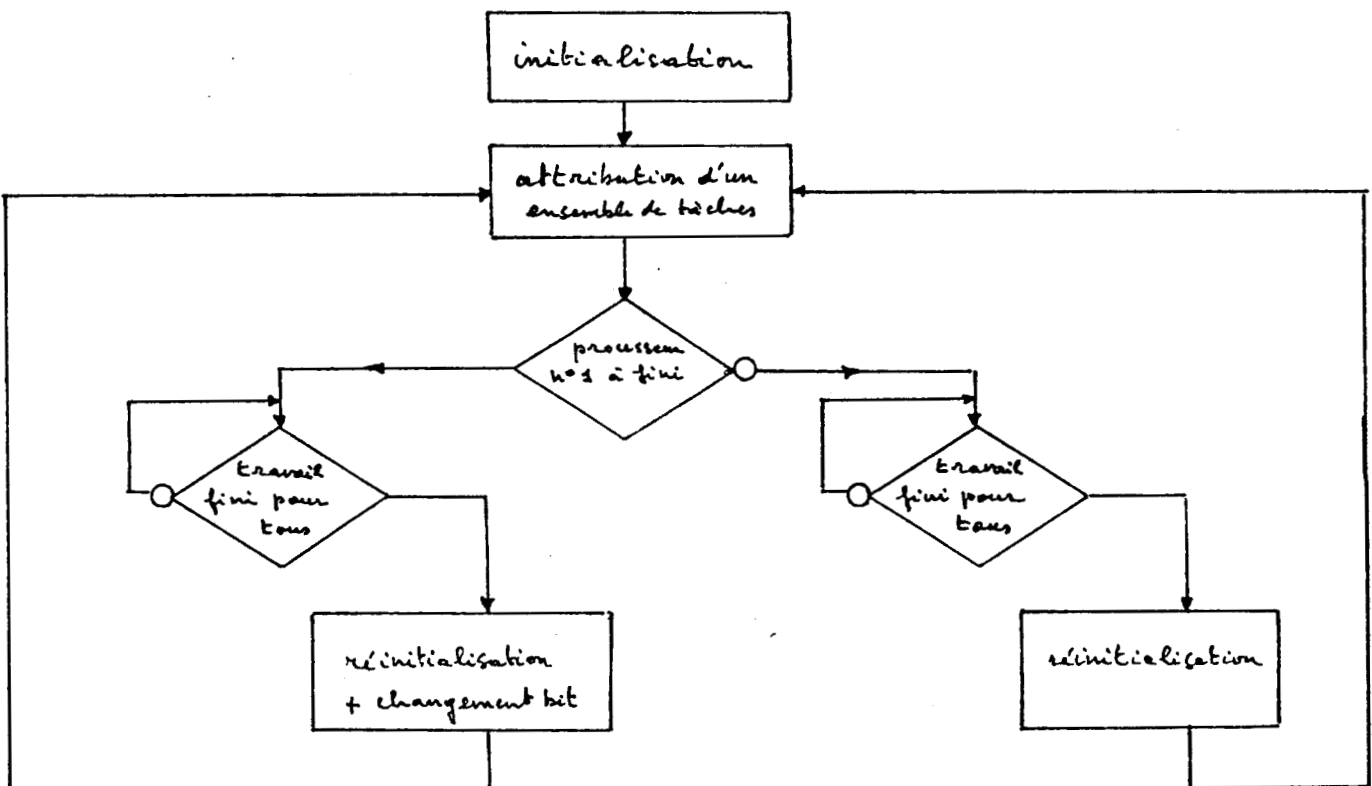 initialisation
attribution d'un
ensemble de tâches
processeur
n°1 à fini
travail
fini pour
tous
travail
fini pour
tous
réinitialisation
+ changement bit
réinitialisation